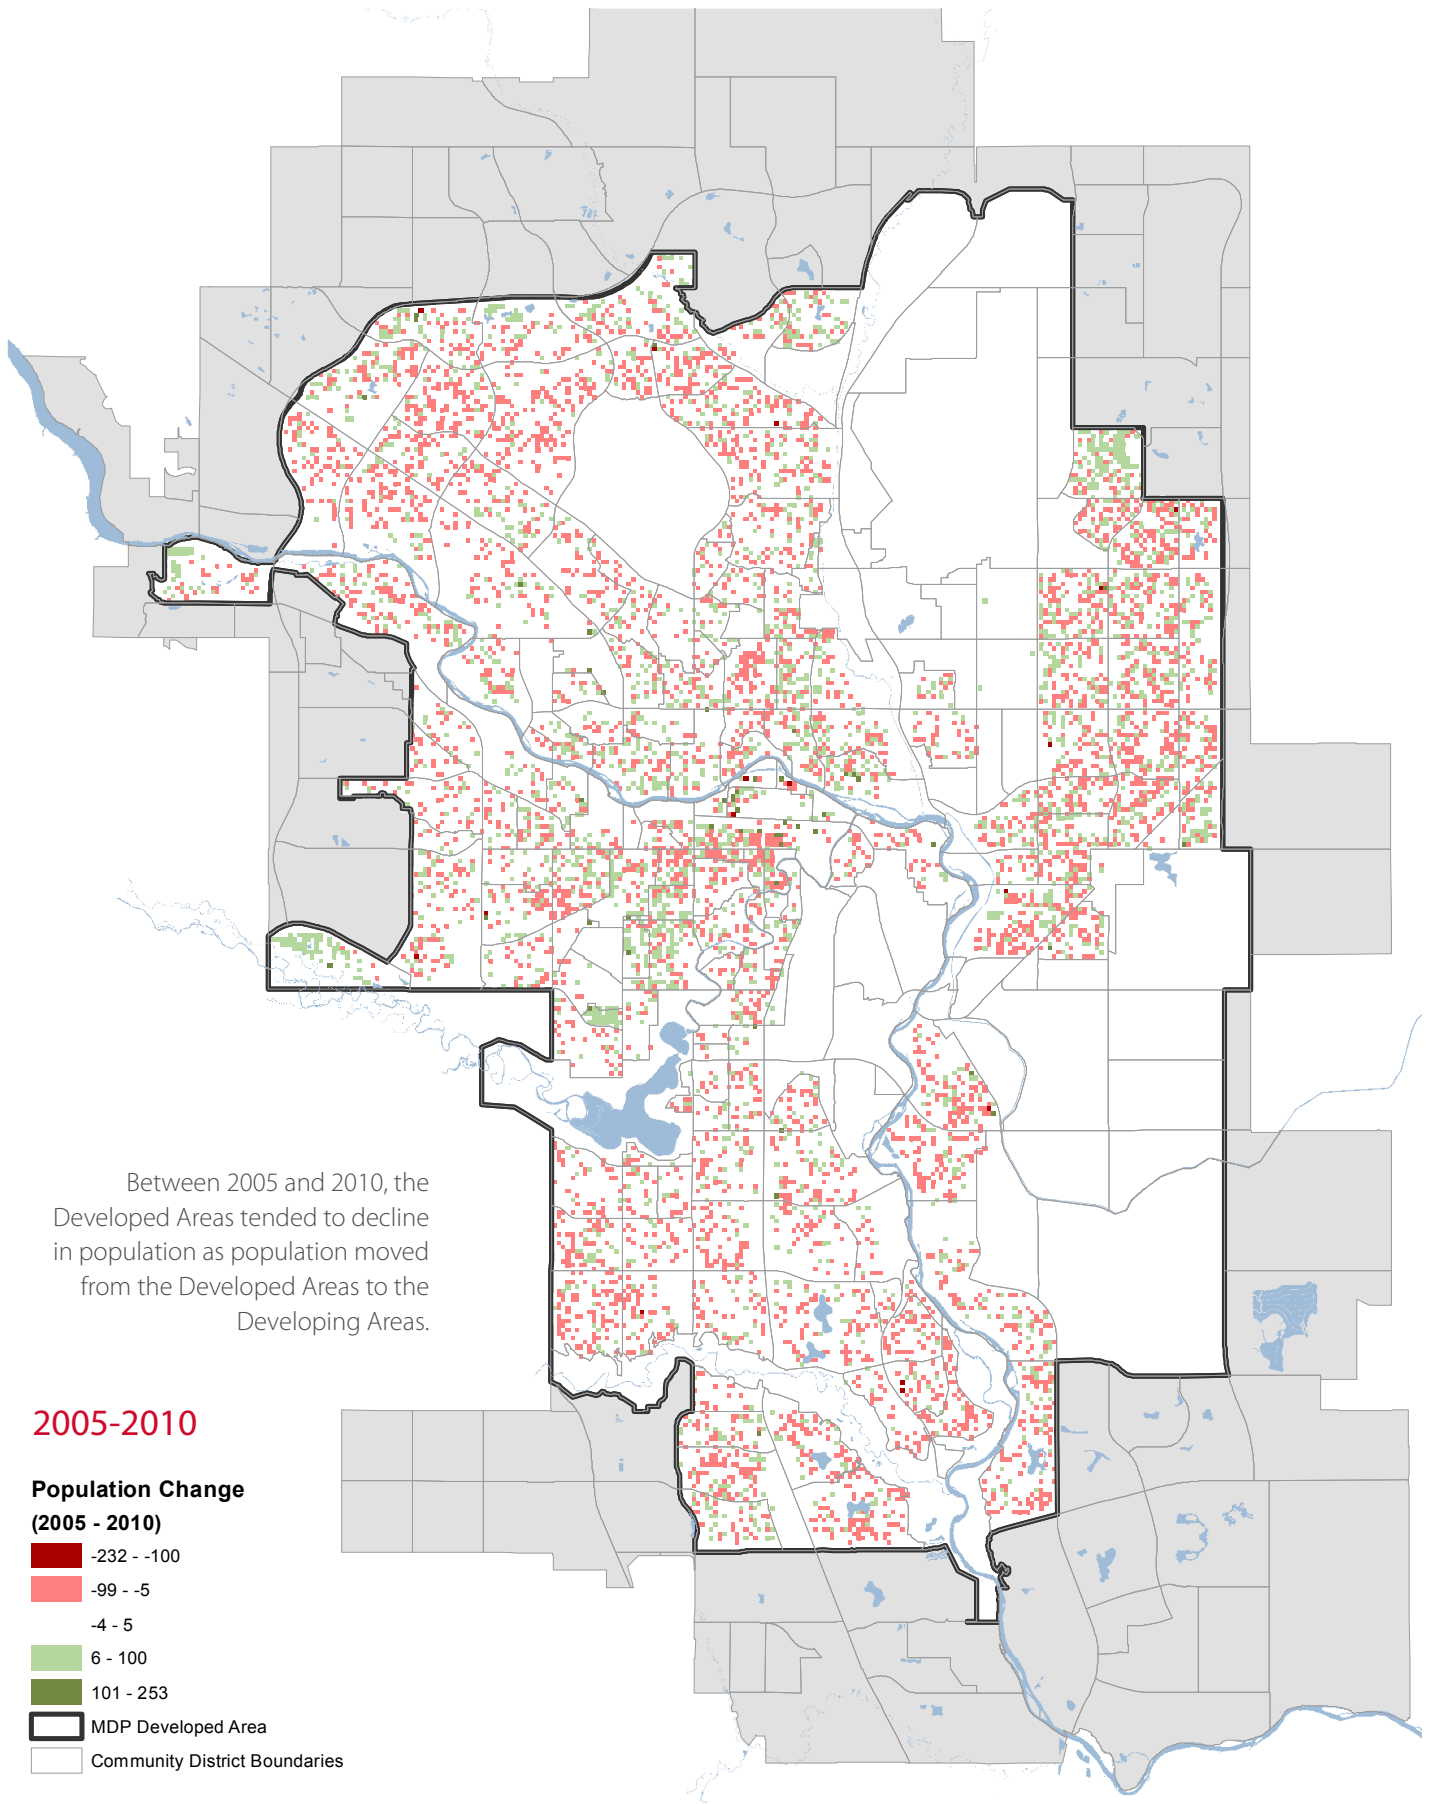 Between 2005 and 2010, the
Developed Areas tended to decline
in population as population moved
from the Developed Areas to the
Developing Areas.
2005-2010
Population Change
(2005 - 2010)
-232 - -100
-99 - -5
-4 - 5
6 - 100
101 - 253
MDP Developed Area
Community District Boundaries